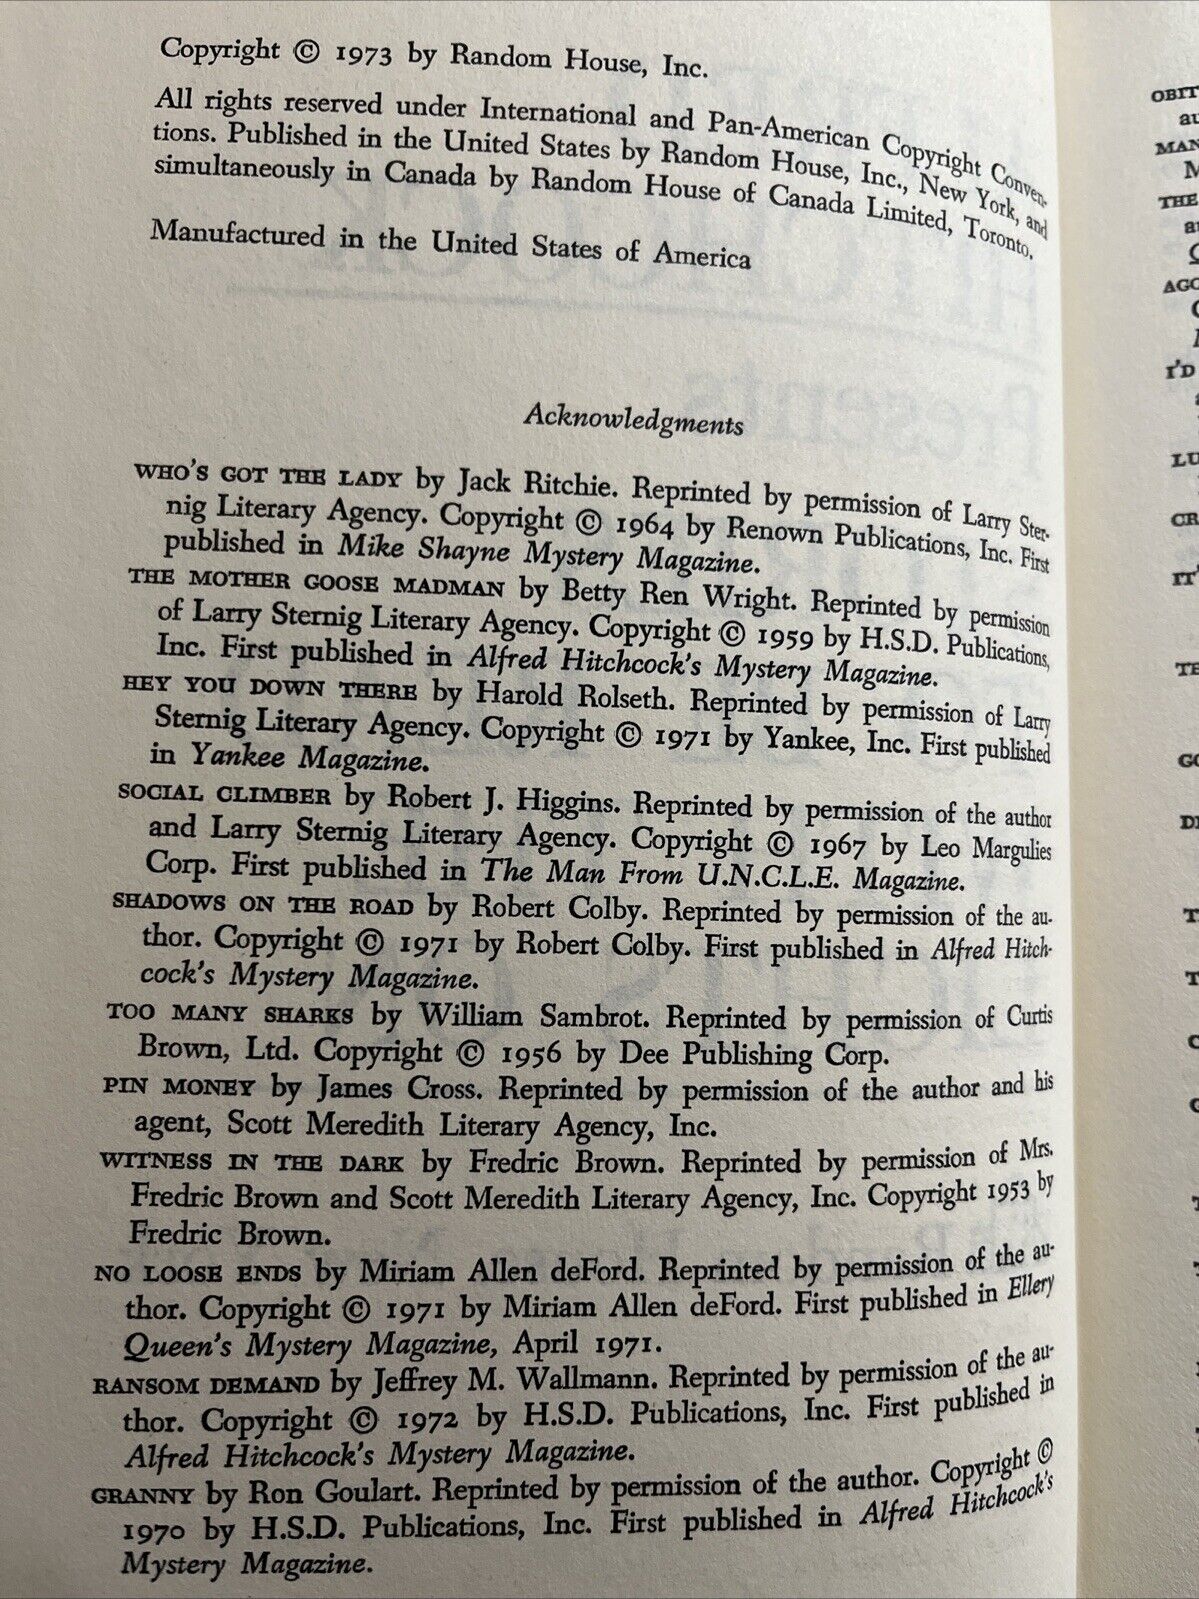 Copyright © 1973 by Random House, Inc.
All rights reserved under International and Pan-American Copyright Conven-
tions. Published in the United States by Random House, Inc., New York, and
simultaneously in Canada by Random House of Canada Limited, Toronto.
Manufactured in the United States of America
Acknowledgments
WHO'S GOT THE LADY by Jack Ritchie. Reprinted by permission of Larry Ster-
nig Literary Agency. Copyright © 1964 by Renown Publications, Inc. First
published in Mike Shayne Mystery Magazine.
THE MOTHER GOOSE MADMAN by Betty Ren Wright. Reprinted by permission
of Larry Sternig Literary Agency. Copyright © 1959 by H.S.D. Publications,
Inc. First published in Alfred Hitchcock's Mystery Magazine.
HEY YOU DOWN THERE by Harold Rolseth. Reprinted by permission of Larry
Sternig Literary Agency. Copyright © 1971 by Yankee, Inc. First published
in Yankee Magazine.
SOCIAL CLIMBER by Robert J. Higgins. Reprinted by permission of the author
and Larry Sternig Literary Agency. Copyright © 1967 by Leo Margulies
Corp. First published in The Man From U.N.C.L.E. Magazine.
SHADOWS ON THE ROAD by Robert Colby. Reprinted by permission of the au-
thor. Copyright © 1971 by Robert Colby. First published in Alfred Hitch-
cock's Mystery Magazine.
TOO MANY SHARKS by William Sambrot. Reprinted by permission of Curtis
Brown, Ltd. Copyright © 1956 by Dee Publishing Corp.
PIN MONEY by James Cross. Reprinted by permission of the author and his
agent, Scott Meredith Literary Agency, Inc.
WITNESS IN THE DARK by Fredric Brown. Reprinted by permission of Mrs.
Fredric Brown and Scott Meredith Literary Agency, Inc. Copyright 1953 by
Fredric Brown.
NO LOOSE ENDS by Miriam Allen deFord. Reprinted by permission of the au-
thor. Copyright © 1971 by Miriam Allen deFord. First published in Ellery
Queen's Mystery Magazine, April 1971.
RANSOM DEMAND by Jeffrey M. Wallmann. Reprinted by permission of the au-
thor. Copyright © 1972 by H.S.D. Publications, Inc. First published in
Alfred Hitchcock's Mystery Magazine.
GRANNY by Ron Goulart. Reprinted by permission of the author. Copyright ©
1970 by H.S.D. Publications, Inc. First published in Alfred Hitchcock's
Mystery Magazine.
OBIT
au
MAN
M
THE
AGO
I'D
LU
CR
IT'
TE
GO